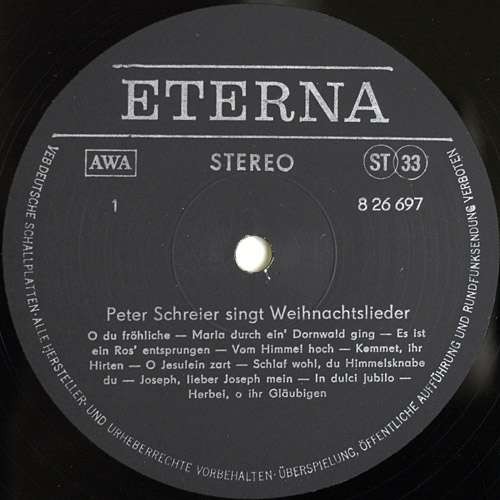 ETERNA
AWA
STEREO
ST 33
1
8 26 697
Peter Schreier singt Weihnachtslieder
O du fröhliche — Maria durch ein' Dornwald ging — Es ist
ein Ros' entsprungen — Vom Himmel hoch — Kommet, ihr
Hirten — O Jesulein zart — Schlaf wohl, du Himmelsknabe
du — Joseph, lieber Joseph mein — In dulci jubilo —
Herbei, o ihr Gläubigen
VEB DEUTSCHE SCHALLPLATTEN · ALLE HERSTELLER- UND URHEBERRECHTE VORBEHALTEN · ÜBERSPIELUNG, ÖFFENTLICHE AUFFÜHRUNG UND RUNDFUNKSENDUNG VERBOTEN